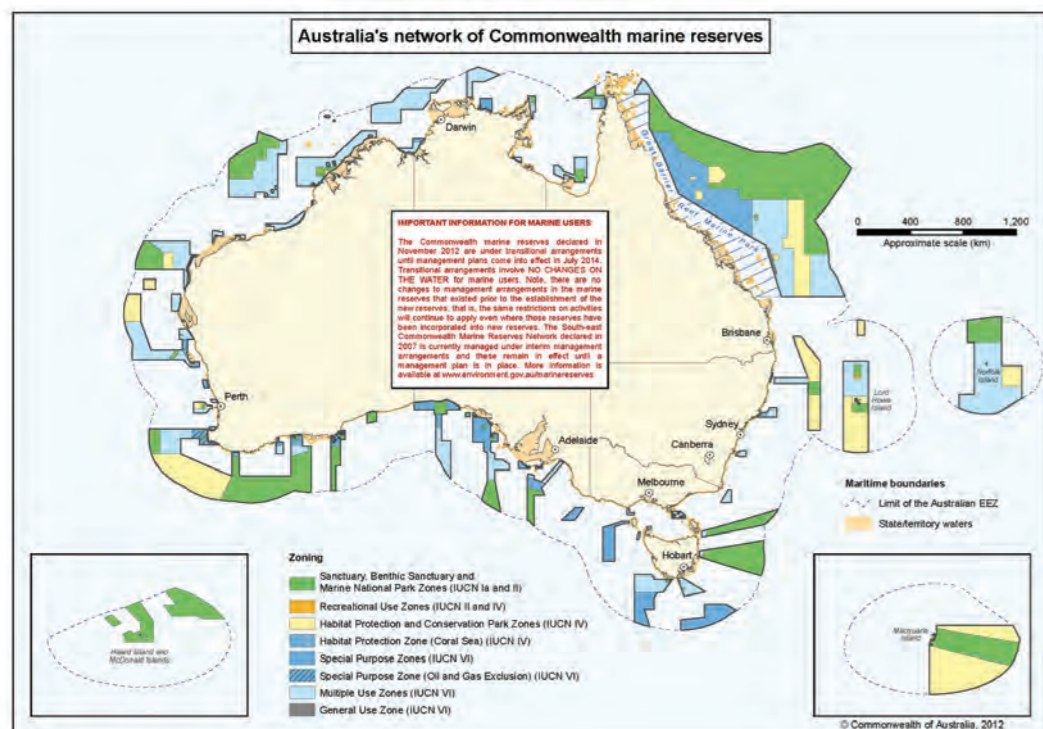 Australia's network of Commonwealth marine reserves
Darwin
Great Barrier Reef Marine Park
IMPORTANT INFORMATION FOR MARINE USERS
The Commonwealth marine reserves declared in
November 2012 are under transitional arrangements
until management plans come into effect in July 2014.
Transitional arrangements involve NO CHANGES ON
THE WATER for marine users. Note, there are no
changes to management arrangements in the marine
reserves that existed prior to the establishment of the
new reserves, that is, the same restrictions on activities
will continue to apply even where those reserves have
been incorporated into new reserves. The South-east
Commonwealth Marine Reserves Network declared in
2007 is currently managed under interim management
arrangements and these remain in effect until a
management plan is in place. More information is
available at www.environment.gov.au/marinereserves
0 400 800 1,200
Approximate scale (km)
Brisbane
Norfolk
Island
Lord
Howe
Island
Perth
Adelaide
Sydney
Canberra
Melbourne
Hobart
Maritime boundaries
Limit of the Australian EEZ
State/territory waters
Zoning
Sanctuary, Benthic Sanctuary and
Marine National Park Zones (IUCN Ia and II)
Recreational Use Zones (IUCN II and IV)
Habitat Protection and Conservation Park Zones (IUCN IV)
Habitat Protection Zone (Coral Sea) (IUCN IV)
Special Purpose Zones (IUCN VI)
Special Purpose Zone (Oil and Gas Exclusion) (IUCN VI)
Multiple Use Zones (IUCN VI)
General Use Zone (IUCN VI)
Heard Island and
McDonald Islands
Macquarie
Island
© Commonwealth of Australia, 2012